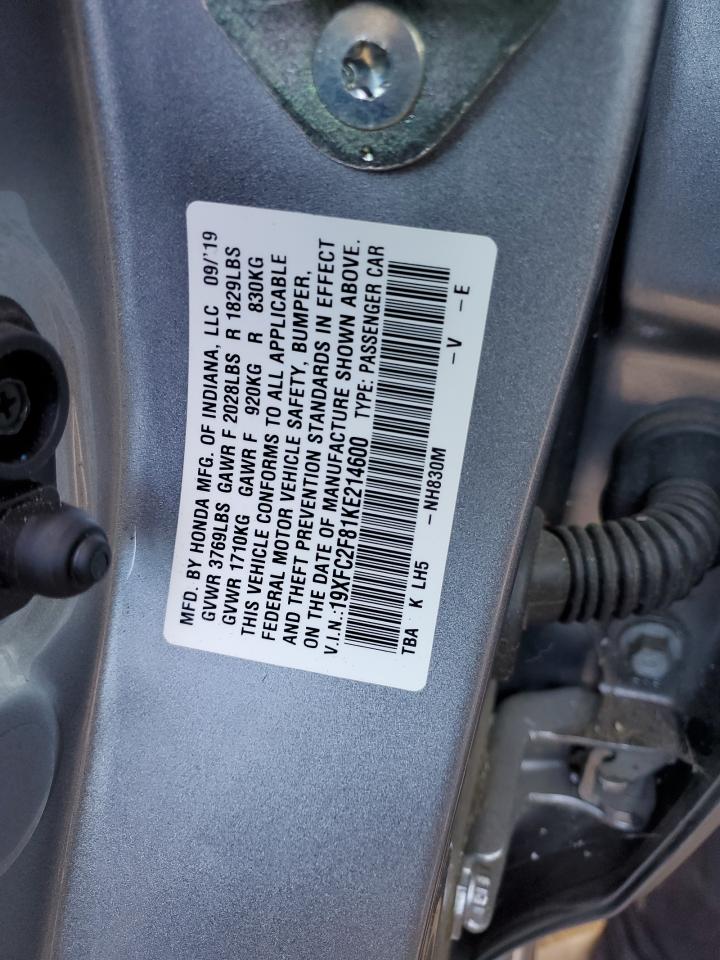 MFD. BY HONDA MFG. OF INDIANA, LLC 09/'19
GVWR 3769LBS GAWR F 2028LBS R 1829LBS
GVWR 1710KG GAWR F 920KG R 830KG
THIS VEHICLE CONFORMS TO ALL APPLICABLE
FEDERAL MOTOR VEHICLE SAFETY, BUMPER,
AND THEFT PREVENTION STANDARDS IN EFFECT
ON THE DATE OF MANUFACTURE SHOWN ABOVE.
V.I.N.:19XFC2F81KE214600 TYPE: PASSENGER CAR
TBA K LH5 -NH830M -V -E